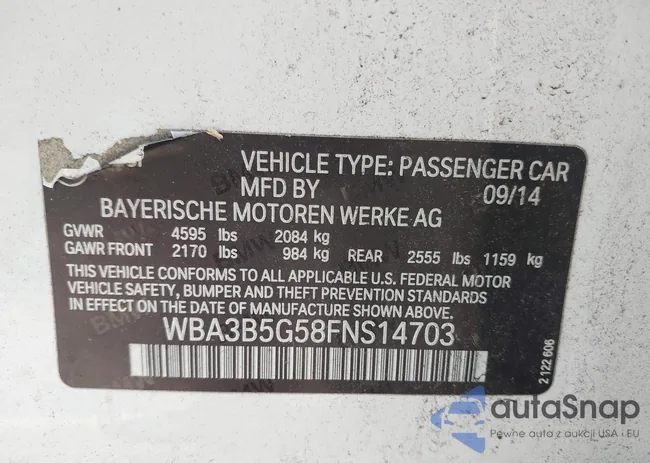 VEHICLE TYPE: PASSENGER CAR
MFD BY 09/14
BAYERISCHE MOTOREN WERKE AG
GVWR 4595 lbs 2084 kg
GAWR FRONT 2170 lbs 984 kg REAR 2555 lbs 1159 kg
THIS VEHICLE CONFORMS TO ALL APPLICABLE U.S. FEDERAL MOTOR
VEHICLE SAFETY, BUMPER AND THEFT PREVENTION STANDARDS
IN EFFECT ON THE DATE OF MANUFACTURE SHOWN ABOVE.
WBA3B5G58FNS14703
2 122 606
autaSnap
Pewne auta z aukcji USA i EU